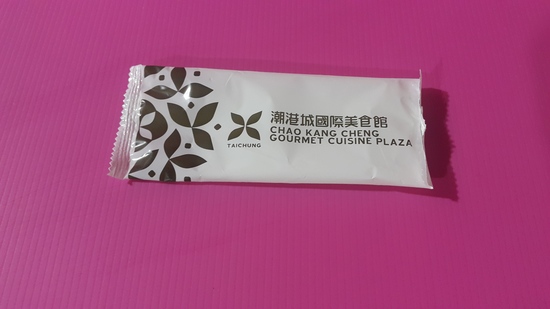 潮港城國際美食館
CHAO KANG CHENG
GOURMET CUISINE PLAZA
TAICHUNG